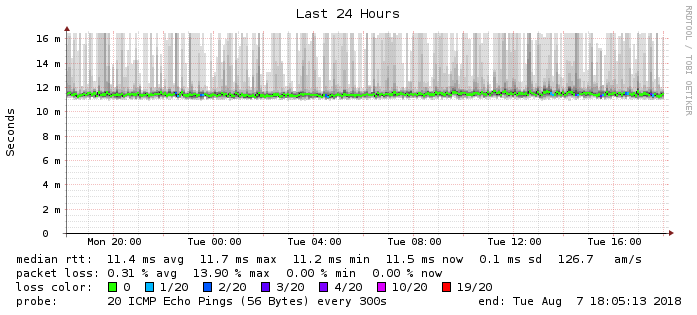 Last 24 Hours
RRDTOOL / TOBI OETIKER
Seconds
16 m
14 m
12 m
10 m
8 m
6 m
4 m
2 m
0
Mon 20:00 Tue 00:00 Tue 04:00 Tue 08:00 Tue 12:00 Tue 16:00
median rtt: 11.4 ms avg 11.7 ms max 11.2 ms min 11.5 ms now 0.1 ms sd 126.7 am/s
packet loss: 0.31 % avg 13.90 % max 0.00 % min 0.00 % now
loss color: 0 1/20 2/20 3/20 4/20 10/20 19/20
probe: 20 ICMP Echo Pings (56 Bytes) every 300s end: Tue Aug 7 18:05:13 2018